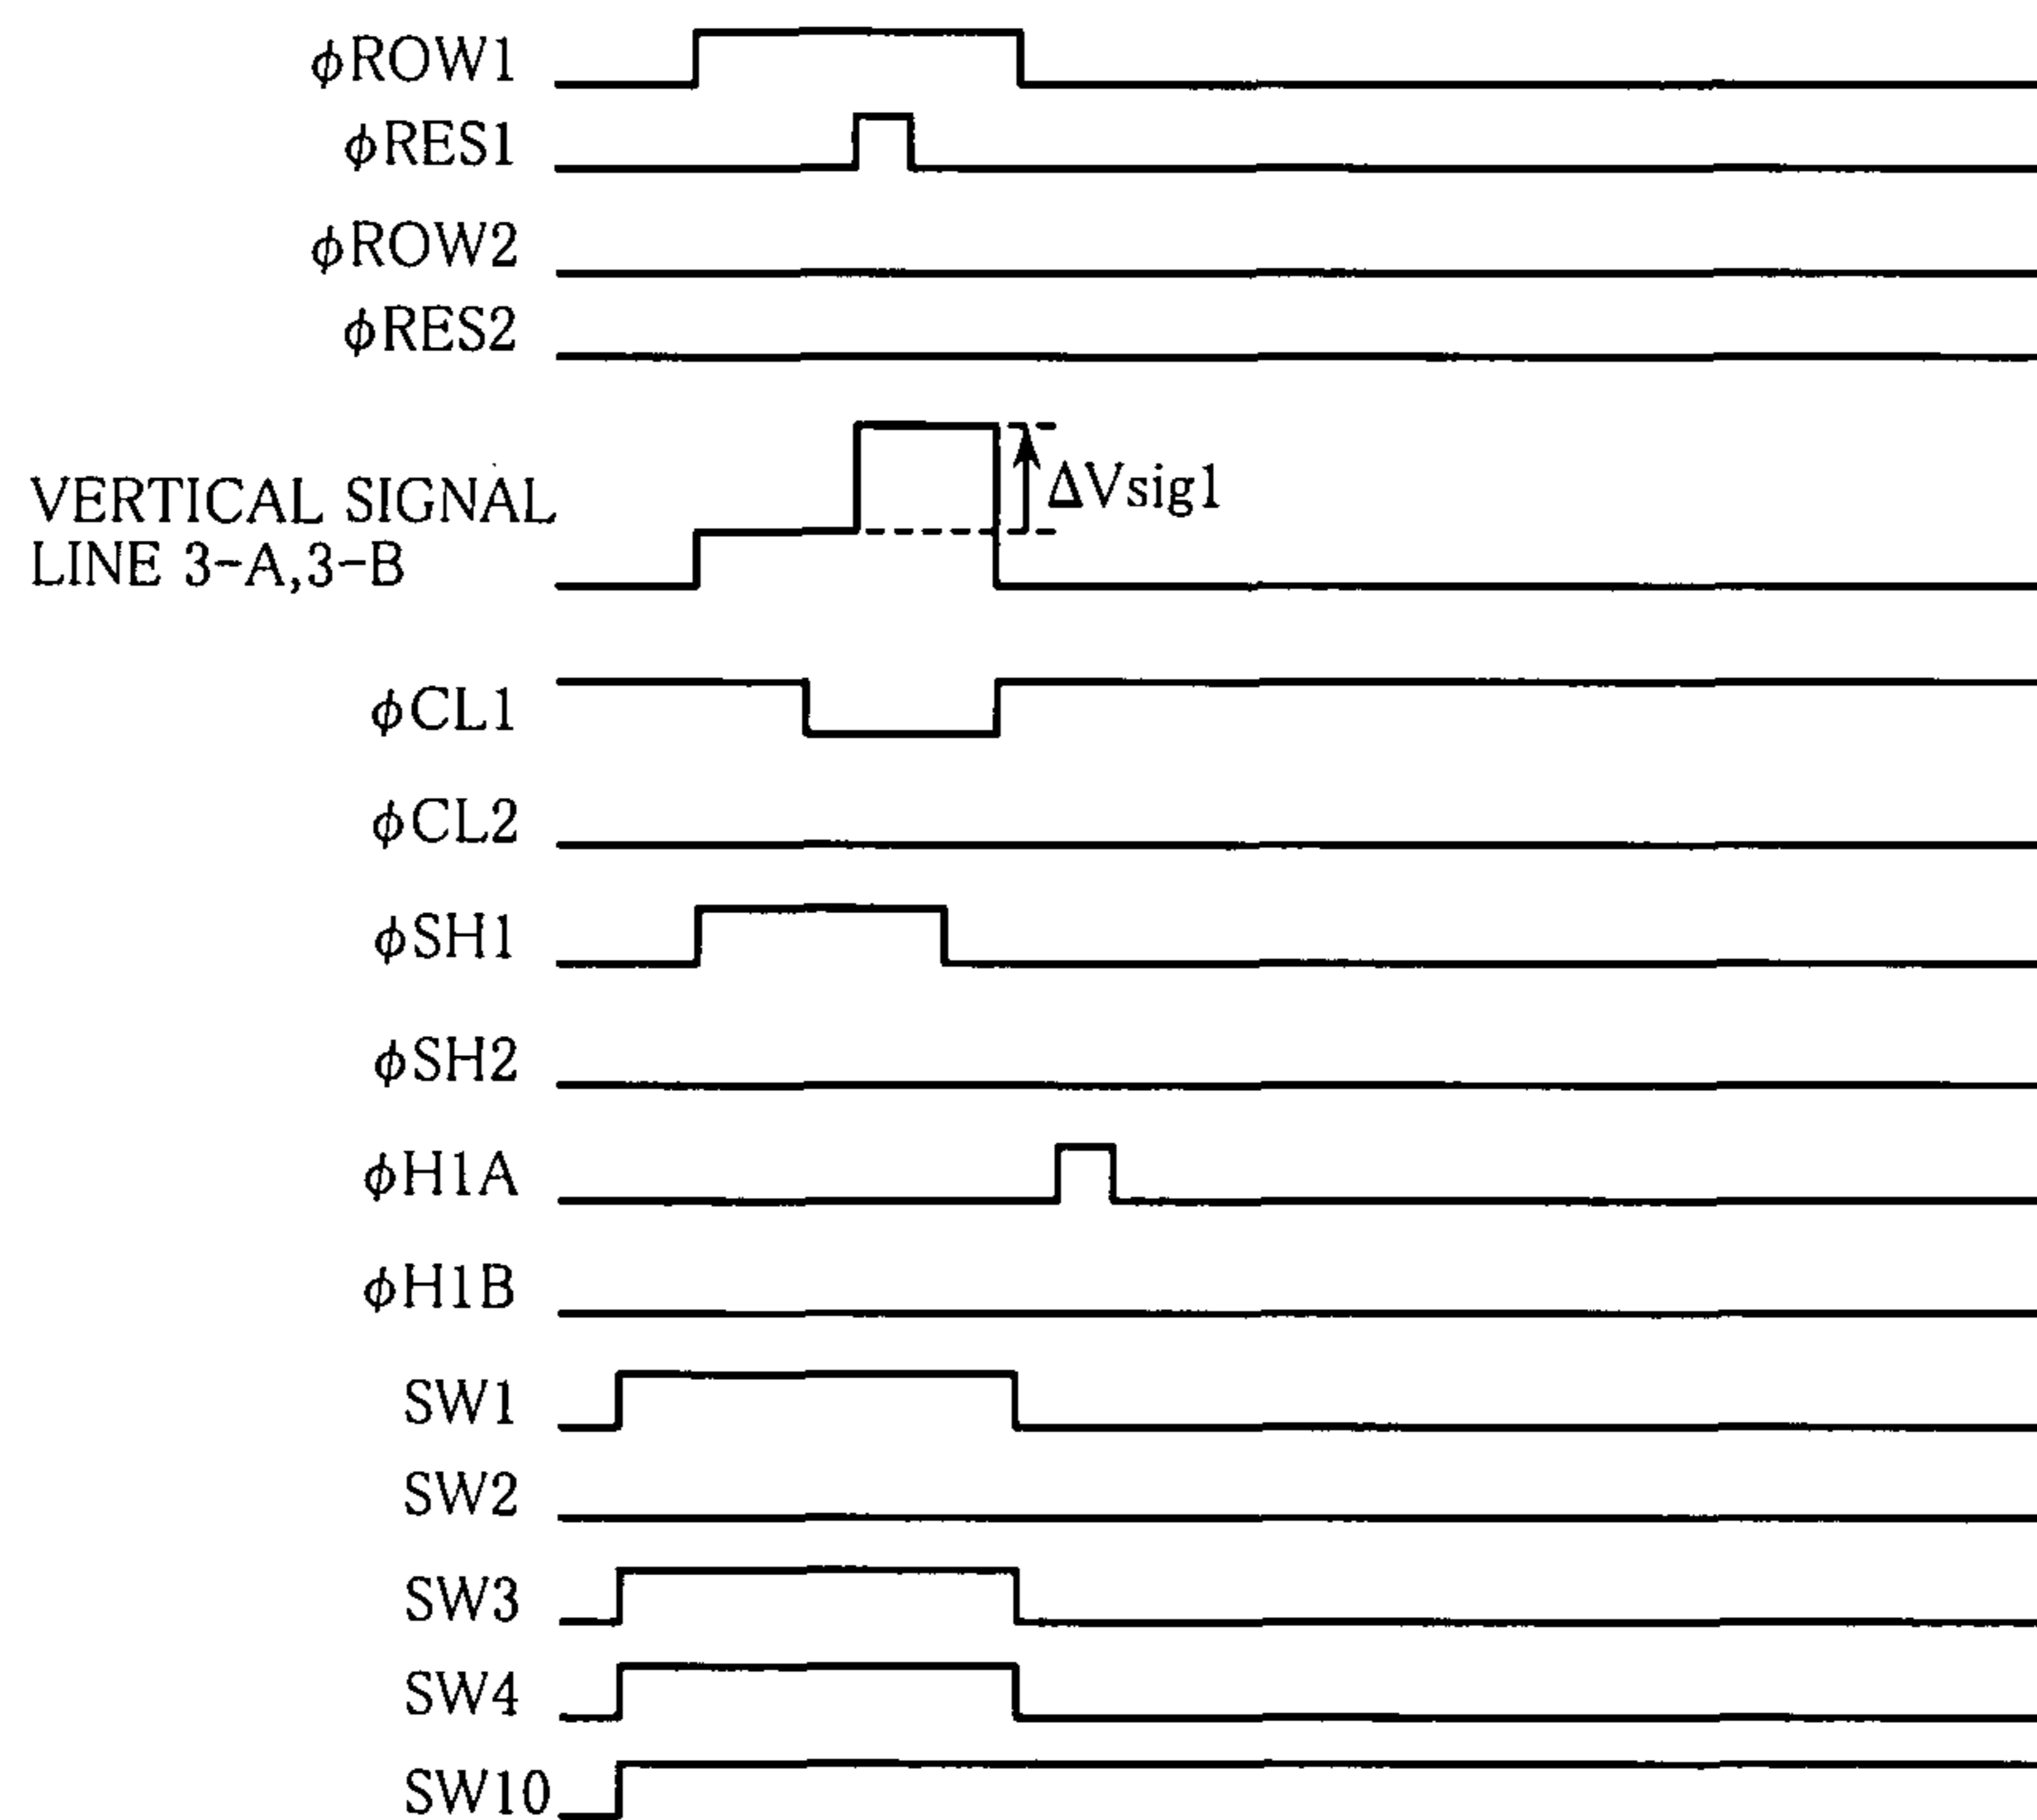 ϕROW1
ϕRES1
ϕROW2
ϕRES2
VERTICAL SIGNAL
LINE 3-A,3-B
ΔVsig1
ϕCL1
ϕCL2
ϕSH1
ϕSH2
ϕH1A
ϕH1B
SW1
SW2
SW3
SW4
SW10